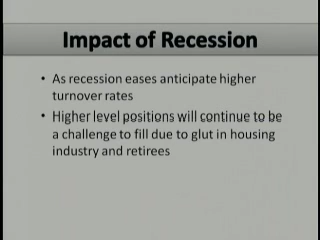 Impact of Recession
• As recession eases anticipate higher
turnover rates
• Higher level positions will continue to be
a challenge to fill due to glut in housing
industry and retirees